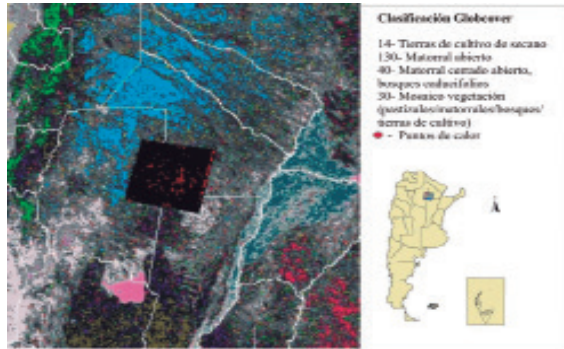 Clasificación Globcover
14- Tierras de cultivo de secano
130- Matorral abierto
40- Matorral cerrado abierto,
bosques caducifolios
30- Mosaico vegetación
(pastizales/matorrales/bosques/
tierras de cultivo)
- Puntos de calor